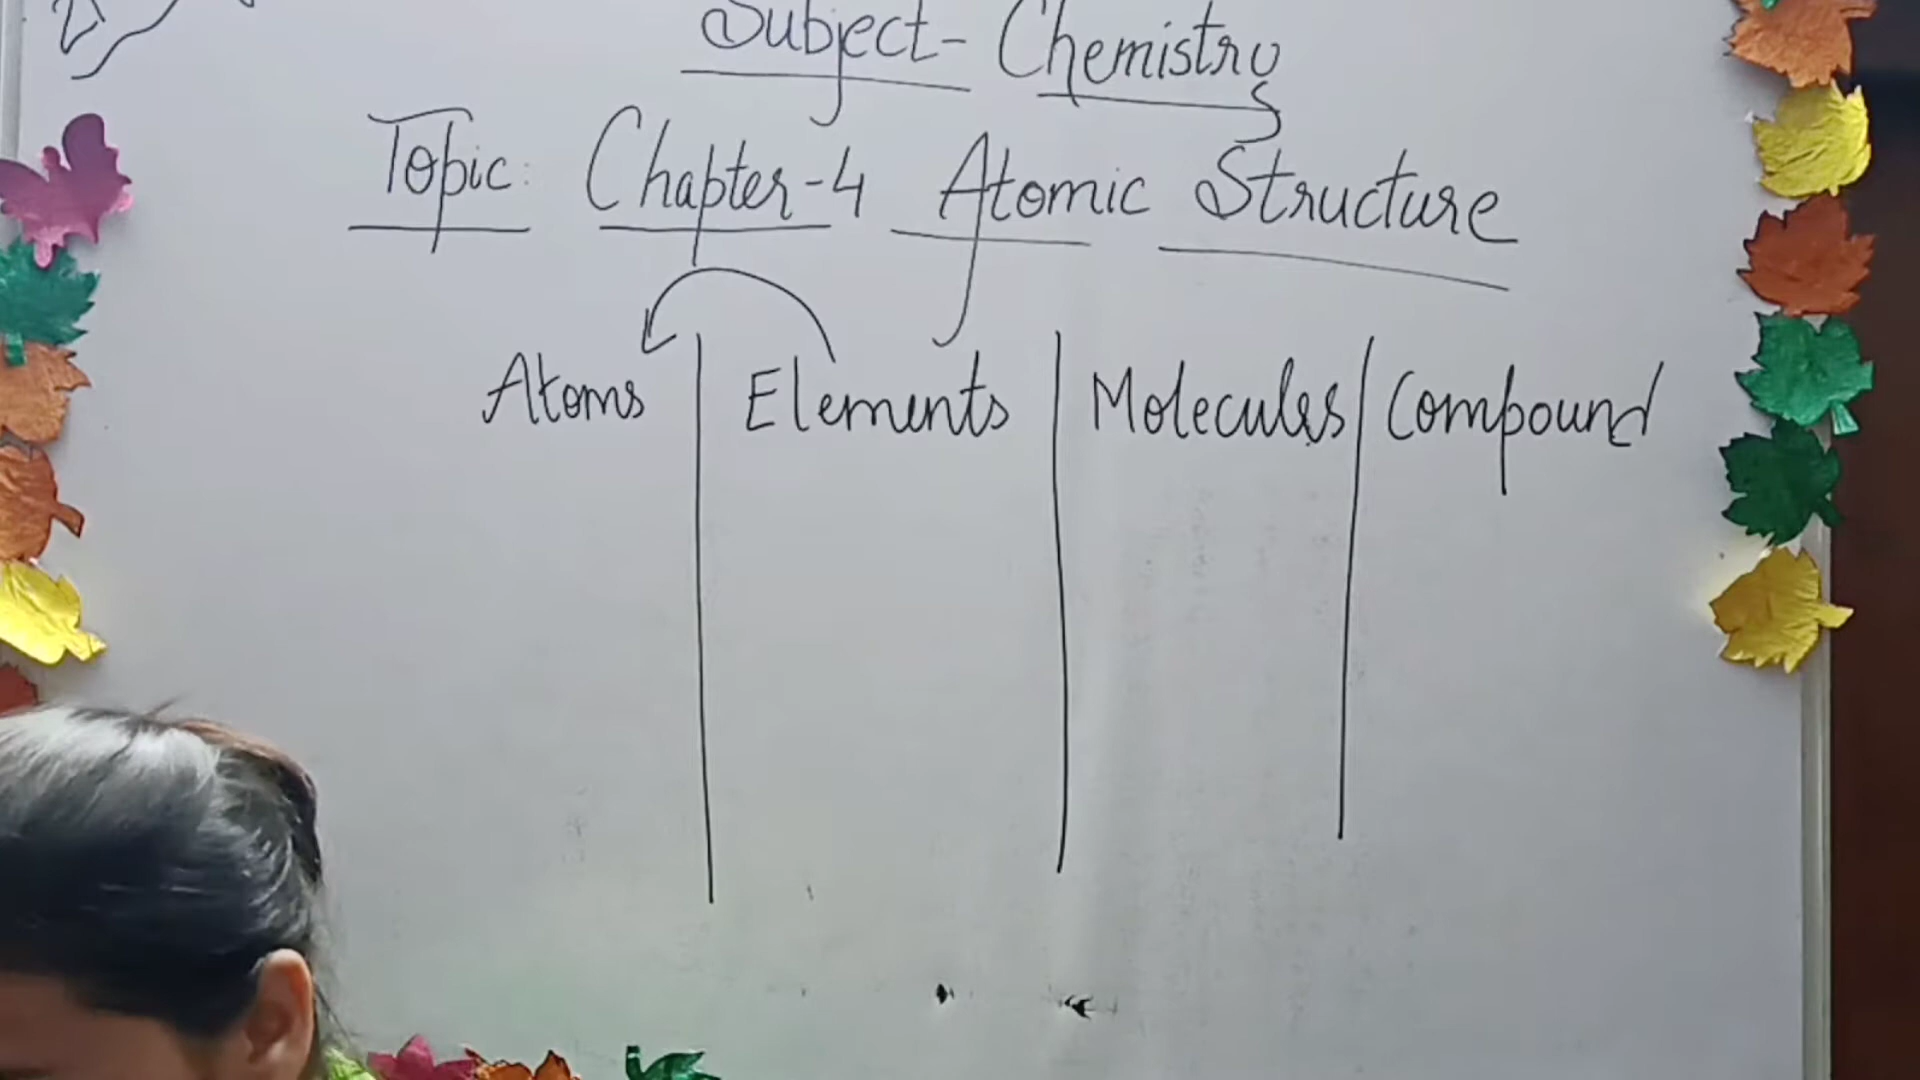 Subject- Chemistry
Topic: Chapter-4 Atomic Structure
Atoms Elements Molecules Compound